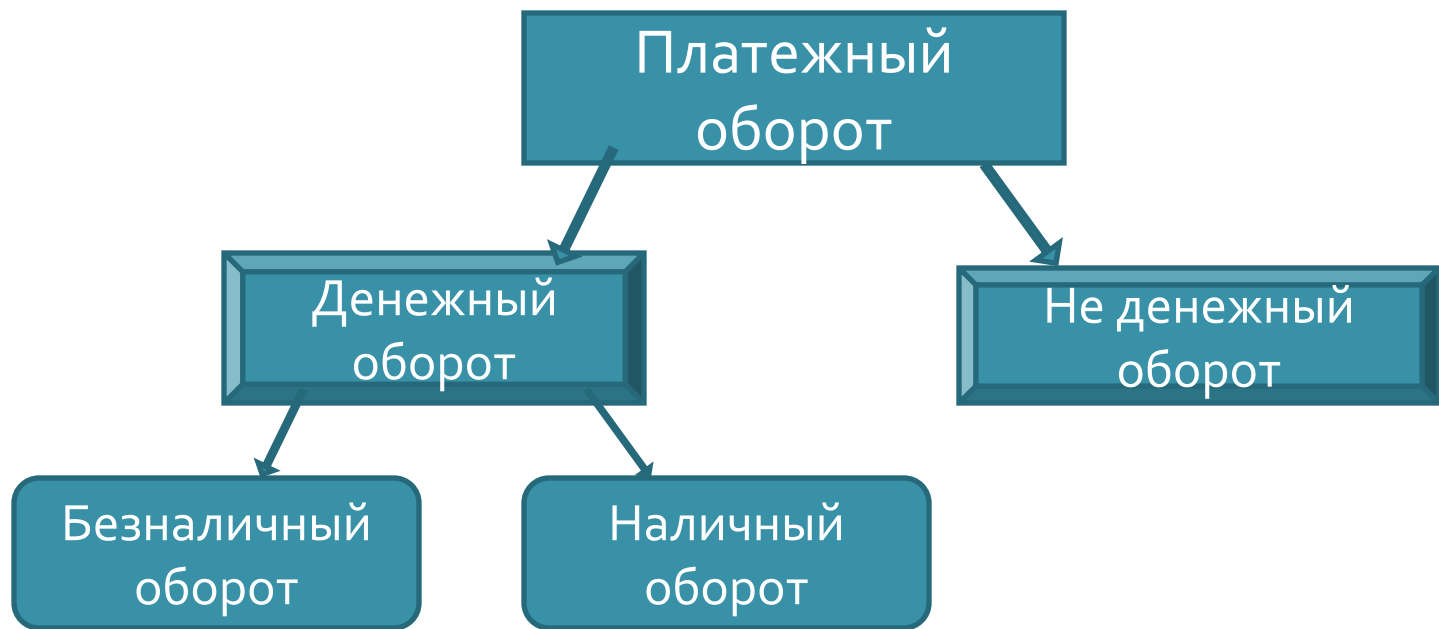 Платежный
оборот
Денежный
оборот
Не денежный
оборот
Безналичный
оборот
Наличный
оборот